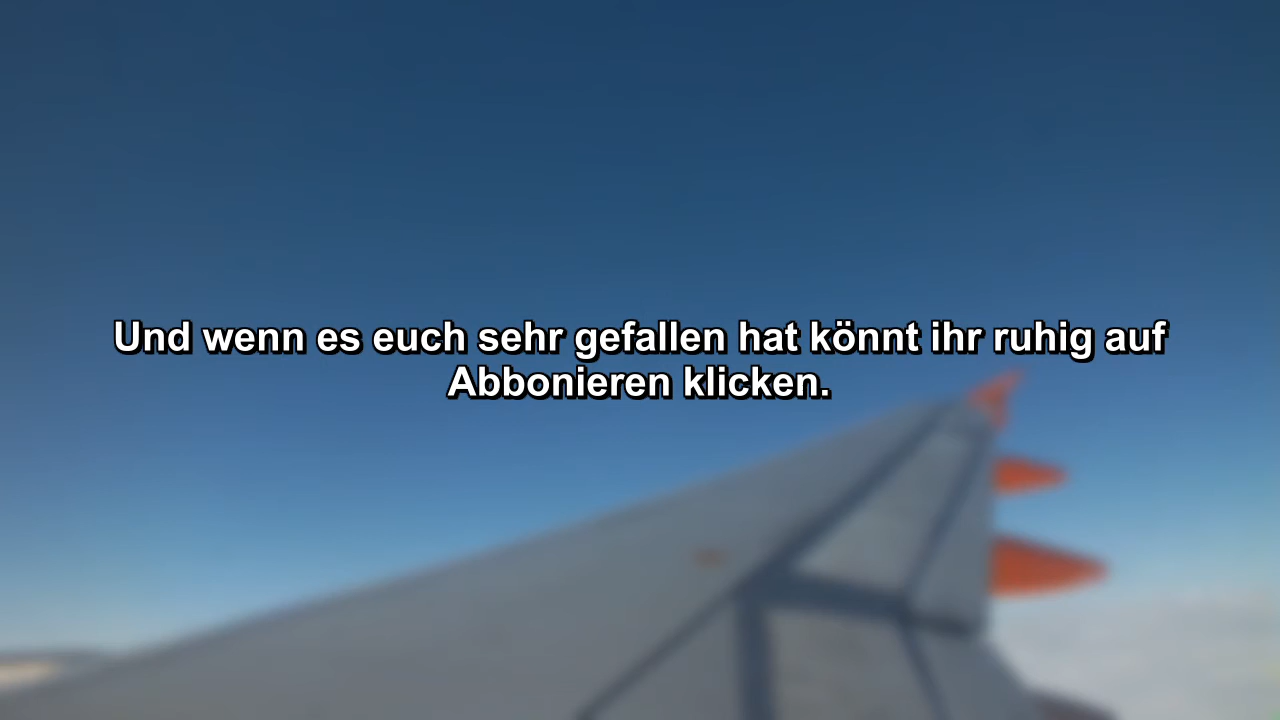 Und wenn es euch sehr gefallen hat könnt ihr ruhig auf
Abbonieren klicken.